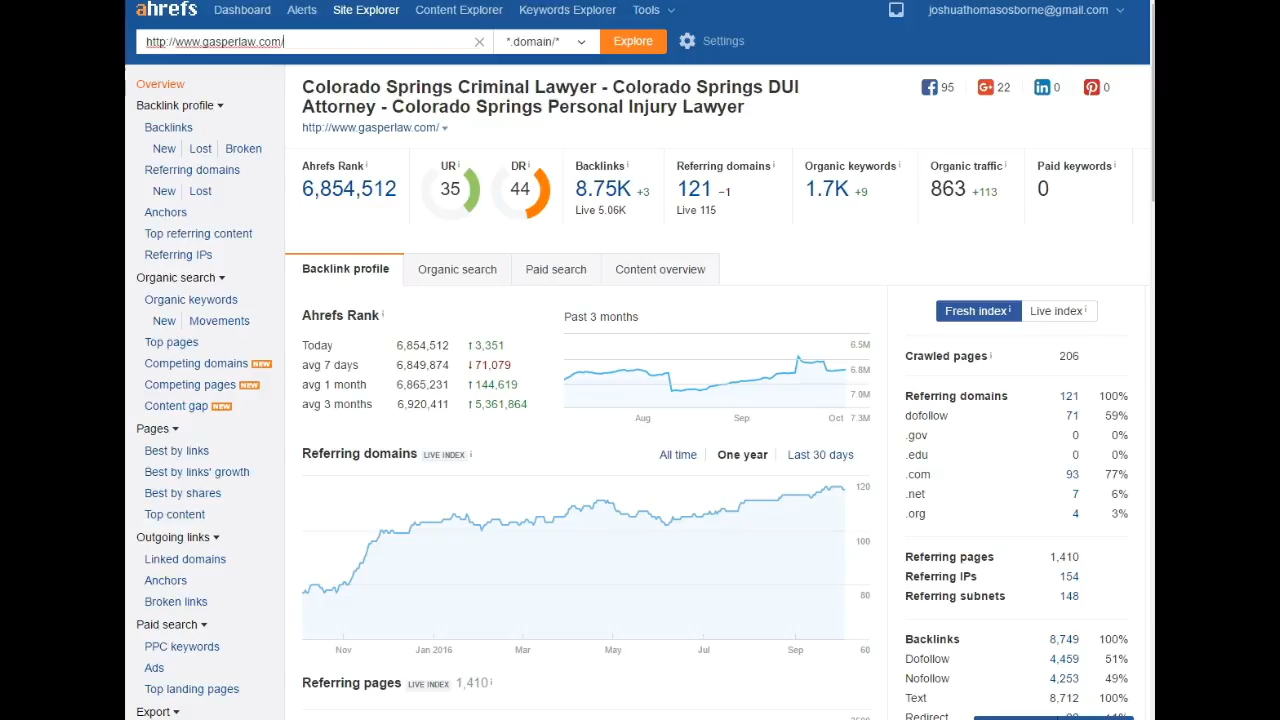 ahrefs Dashboard Alerts Site Explorer Content Explorer Keywords Explorer Tools joshuathomasosborne@gmail.com
http://www.gasperlaw.com/ *.domain/* Explore Settings
Overview
Backlink profile
Backlinks
New Lost Broken
Referring domains
New Lost
Anchors
Top referring content
Referring IPs
Organic search
Organic keywords
New Movements
Top pages
Competing domains NEW
Competing pages NEW
Content gap NEW
Pages
Best by links
Best by links' growth
Best by shares
Top content
Outgoing links
Linked domains
Anchors
Broken links
Paid search
PPC keywords
Ads
Top landing pages
Export
Colorado Springs Criminal Lawyer - Colorado Springs DUI
Attorney - Colorado Springs Personal Injury Lawyer
http://www.gasperlaw.com/
95 22 0 0
Ahrefs Rank UR DR Backlinks Referring domains Organic keywords Organic traffic Paid keywords
6,854,512 35 44 8.75K +3 121 −1 1.7K +9 863 +113 0
Live 5.06K Live 115
Backlink profile Organic search Paid search Content overview
Ahrefs Rank
Today 6,854,512 ↑3,351
avg 7 days 6,849,874 ↓71,079
avg 1 month 6,865,231 ↑144,619
avg 3 months 6,920,411 ↑5,361,864
Past 3 months
6.5M
6.8M
7.0M
Aug Sep Oct 7.3M
Referring domains LIVE INDEX All time One year Last 30 days
120
100
80
Nov Jan 2016 Mar May Jul Sep 60
Referring pages LIVE INDEX 1,410
Fresh index Live index
Crawled pages 206
Referring domains 121 100%
dofollow 71 59%
.gov 0 0%
.edu 0 0%
.com 93 77%
.net 7 6%
.org 4 3%
Referring pages 1,410
Referring IPs 154
Referring subnets 148
Backlinks 8,749 100%
Dofollow 4,459 51%
Nofollow 4,253 49%
Text 8,712 100%
Redirect